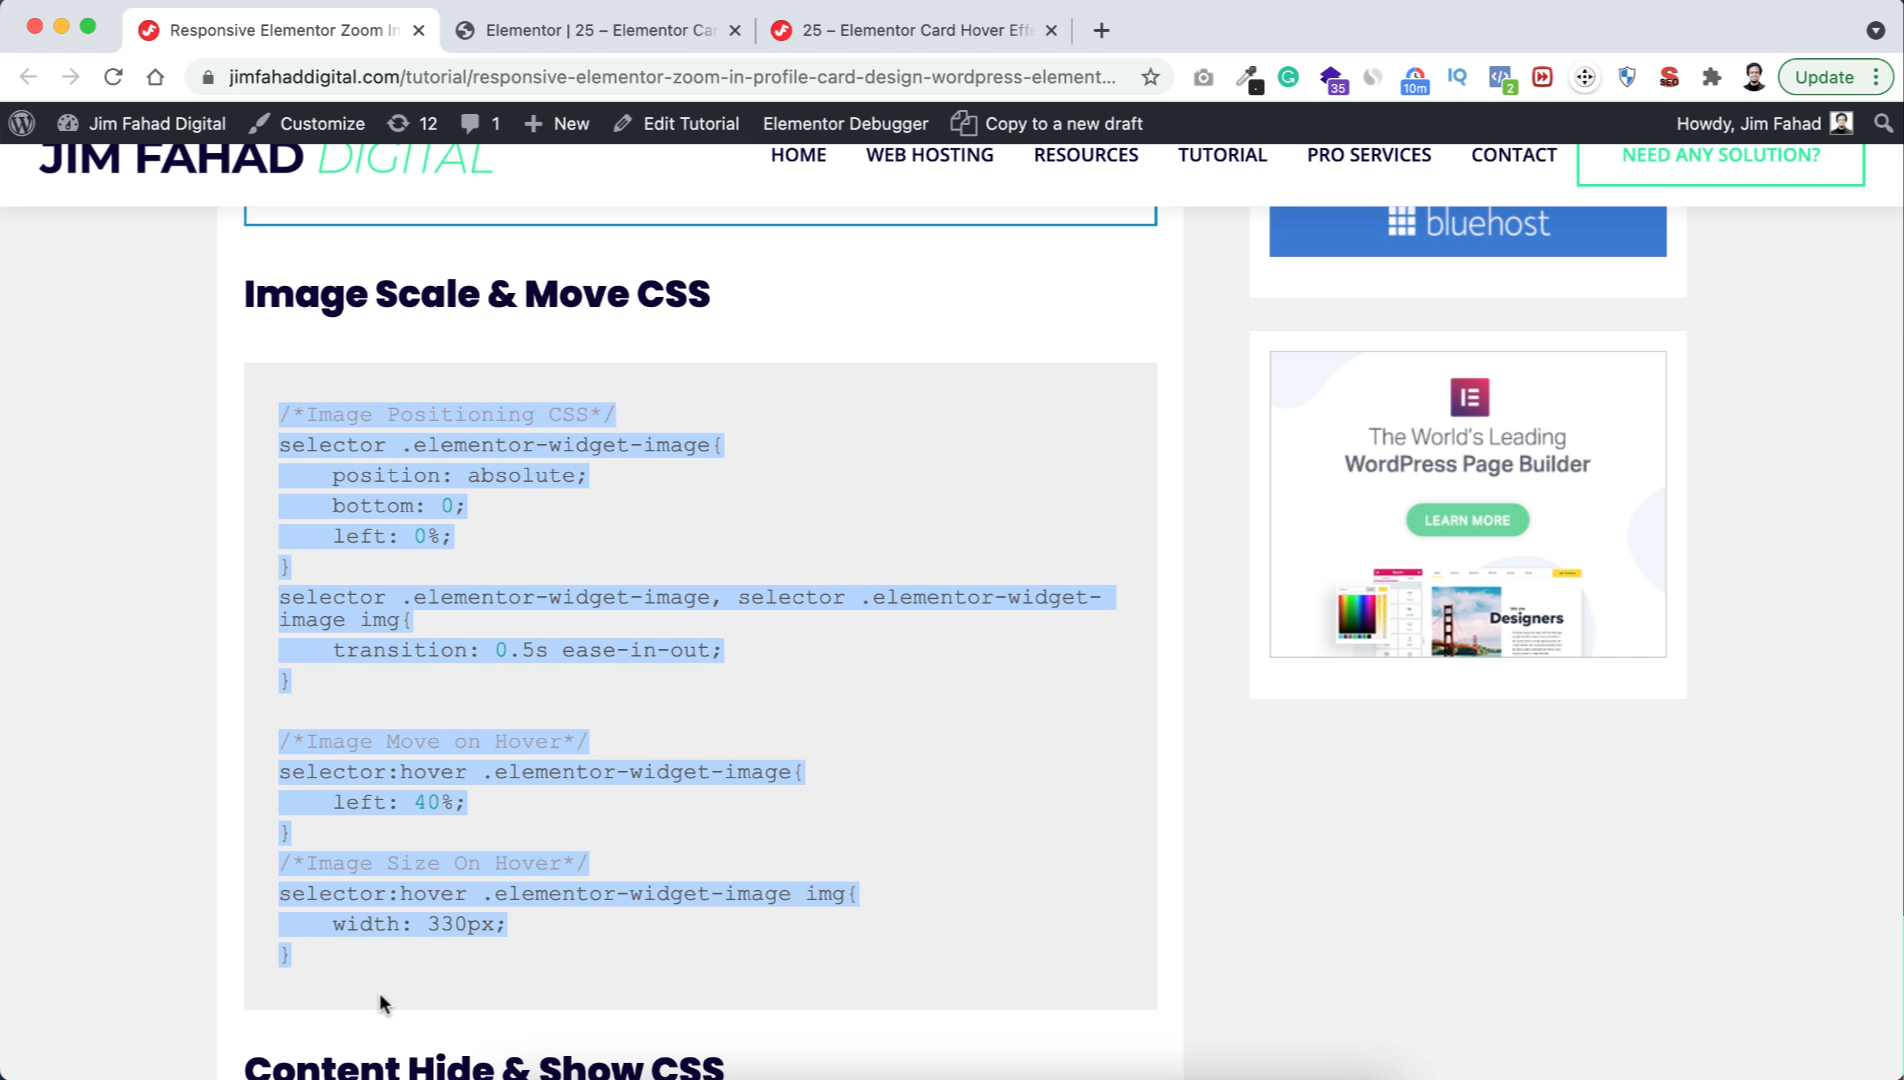 Responsive Elementor Zoom In
Elementor | 25 – Elementor Car
25 – Elementor Card Hover Effe
jimfahaddigital.com/tutorial/responsive-elementor-zoom-in-profile-card-design-wordpress-element...
35
10m
IQ
2
SEO
Update
Jim Fahad Digital
Customize
12
1
New
Edit Tutorial
Elementor Debugger
Copy to a new draft
Howdy, Jim Fahad
JIM FAHAD DIGITAL
HOME
WEB HOSTING
RESOURCES
TUTORIAL
PRO SERVICES
CONTACT
NEED ANY SOLUTION?
bluehost
Image Scale & Move CSS
/*Image Positioning CSS*/
selector .elementor-widget-image{
position: absolute;
bottom: 0;
left: 0%;
}
selector .elementor-widget-image, selector .elementor-widget-
image img{
transition: 0.5s ease-in-out;
}
/*Image Move on Hover*/
selector:hover .elementor-widget-image{
left: 40%;
}
/*Image Size On Hover*/
selector:hover .elementor-widget-image img{
width: 330px;
}
Content Hide & Show CSS
The World's Leading
WordPress Page Builder
LEARN MORE
Designers